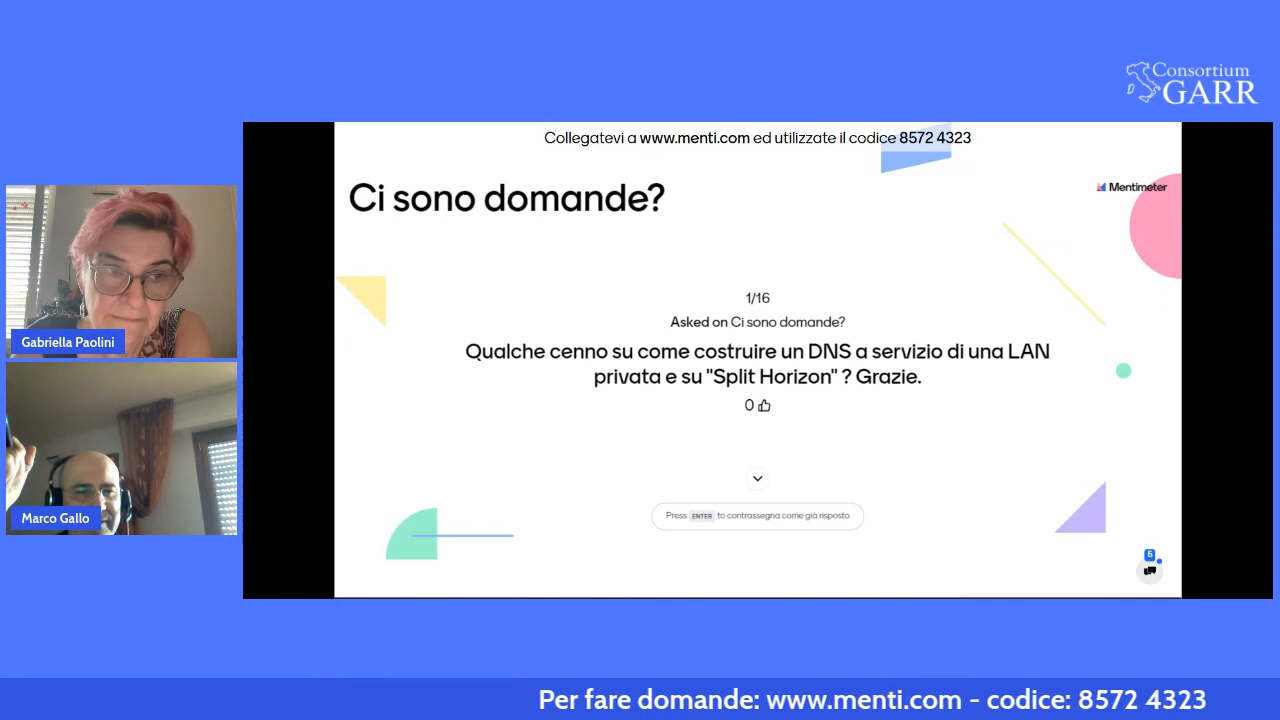 Consortium
GARR
Collegatevi a www.menti.com ed utilizzate il codice 8572 4323
Ci sono domande?
Mentimeter
1/16
Asked on Ci sono domande?
Qualche cenno su come costruire un DNS a servizio di una LAN
privata e su "Split Horizon" ? Grazie.
0
Press ENTER to contrassegna come già risposto
5
Gabriella Paolini
Marco Gallo
Per fare domande: www.menti.com - codice: 8572 4323